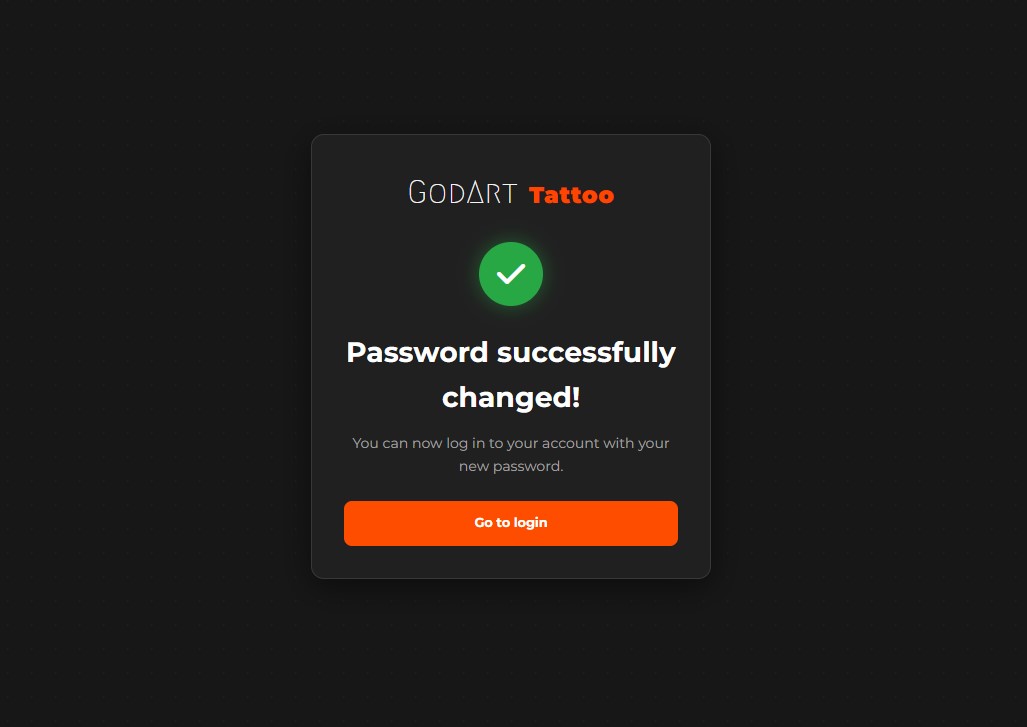 GodArt Tattoo
Password successfully
changed!
You can now log in to your account with your
new password.
Go to login